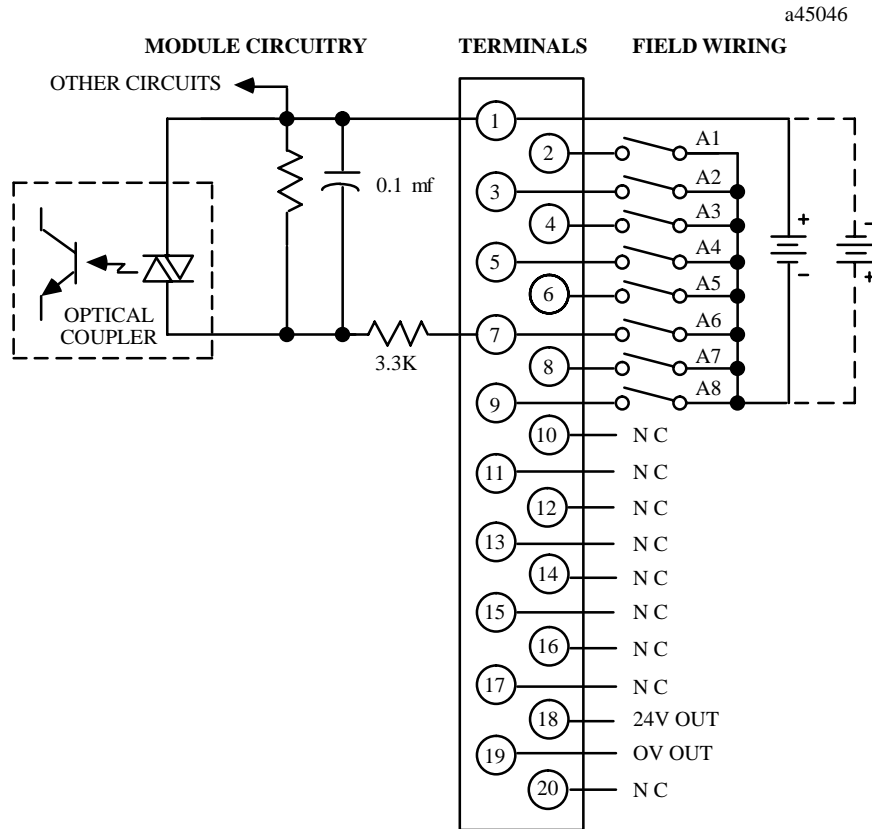 a45046
MODULE CIRCUITRY TERMINALS FIELD WIRING
OTHER CIRCUITS
1
2 A1
3 A2
0.1 mf
4 A3
5 A4
6 A5
7 A6
8 A7
9 A8
+ -
- +
OPTICAL
COUPLER
3.3K
10 N C
11 N C
12 N C
13 N C
14 N C
15 N C
16 N C
17 N C
18 24V OUT
19 OV OUT
20 N C